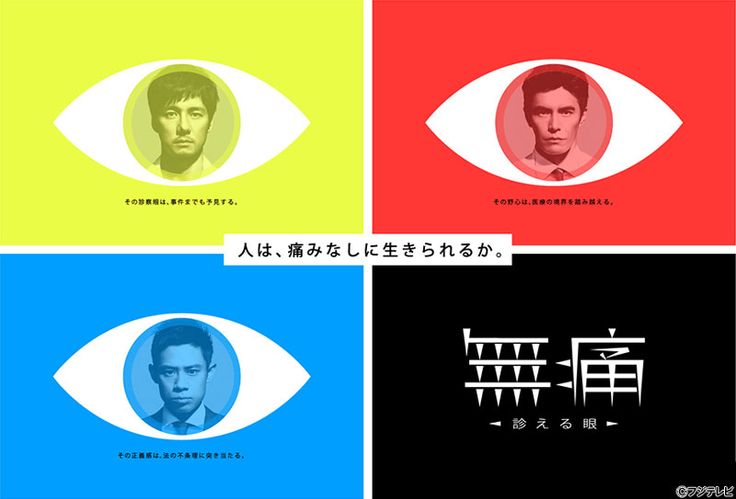 その診察眼は、事件までも予見する。
その野心は、医療の境界を踏み越える。
人は、痛みなしに生きられるか。
その正義感は、法の不条理に突き当たる。
無痛
診える眼
©フジテレビ